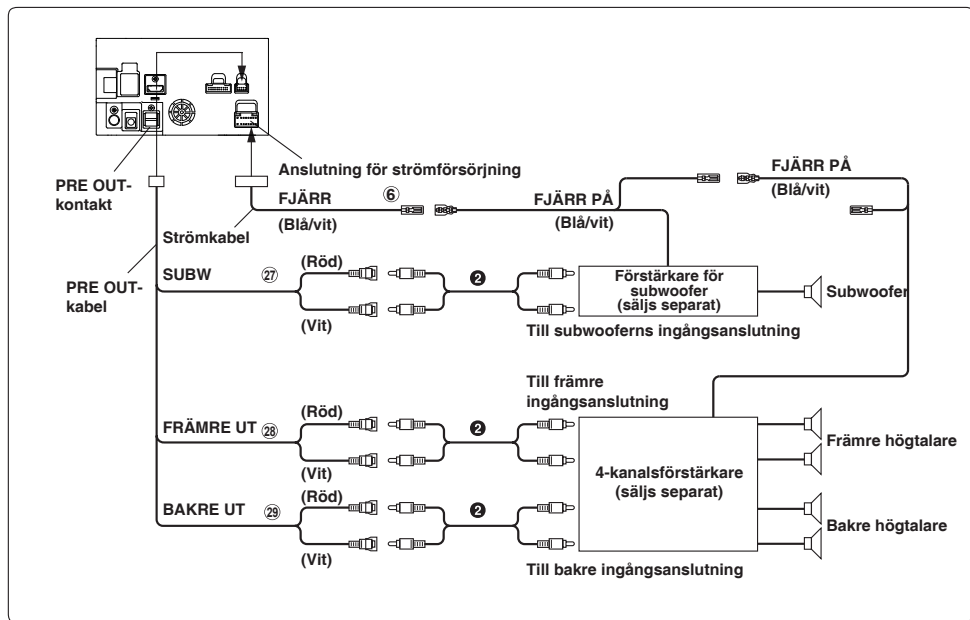 PRE OUT-
kontakt
Anslutning för strömförsörjning
FJÄRR
⑥
(Blå/vit)
FJÄRR PÅ
(Blå/vit)
FJÄRR PÅ
(Blå/vit)
Strömkabel
PRE OUT-
kabel
SUBW
㉗
(Röd)
(Vit)
❷
Förstärkare för
subwoofer
(säljs separat)
Subwoofer
Till subwooferns ingångsanslutning
Till främre
ingångsanslutning
FRÄMRE UT
㉘
(Röd)
(Vit)
❷
4-kanalsförstärkare
(säljs separat)
Främre högtalare
BAKRE UT
㉙
(Röd)
(Vit)
❷
Bakre högtalare
Till bakre ingångsanslutning